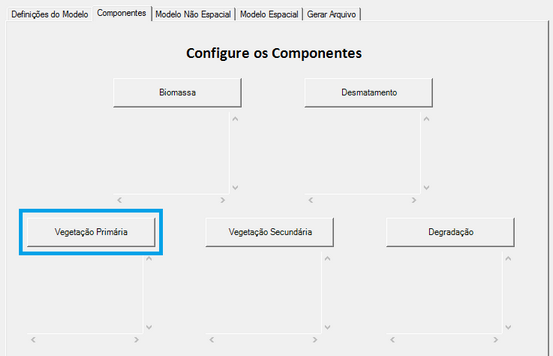 Definições do Modelo Componentes Modelo Não Espacial Modelo Espacial Gerar Arquivo
Configure os Componentes
Biomassa Desmatamento
Vegetação Primária Vegetação Secundária Degradação